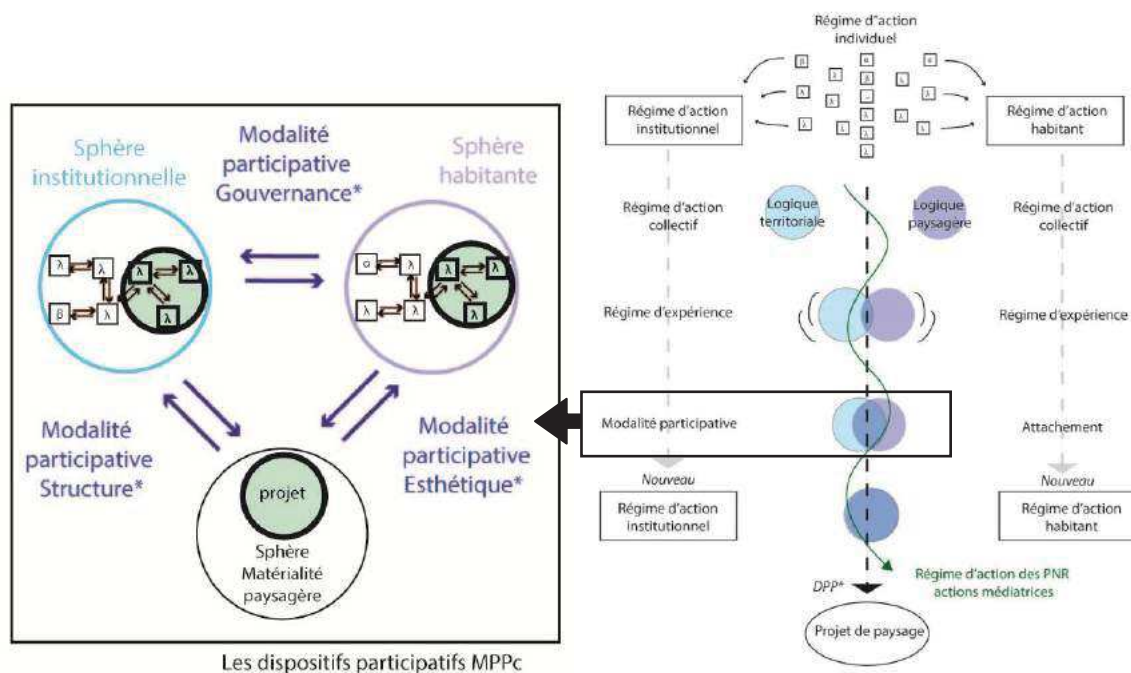 Sphère
institutionnelle
Modalité
participative
Gouvernance*
Sphère
habitante
λ
λ
λ
λ
β
λ
λ
α
λ
λ
λ
λ
λ
λ
Modalité
participative
Structure*
Modalité
participative
Esthétique*
projet
Sphère
Matérialité
paysagère
Les dispositifs participatifs MPPc
Régime d'action
individuel
Régime d'action
institutionnel
Régime d'action
habitant
Régime d'action
collectif
Logique
territoriale
Logique
paysagère
Régime d'action
collectif
Régime d'expérience
Régime d'expérience
Modalité participative
Attachement
Nouveau
Régime d'action
institutionnel
Nouveau
Régime d'action
habitant
Régime d'action des PNR
actions médiatrices
DPP*
Projet de paysage